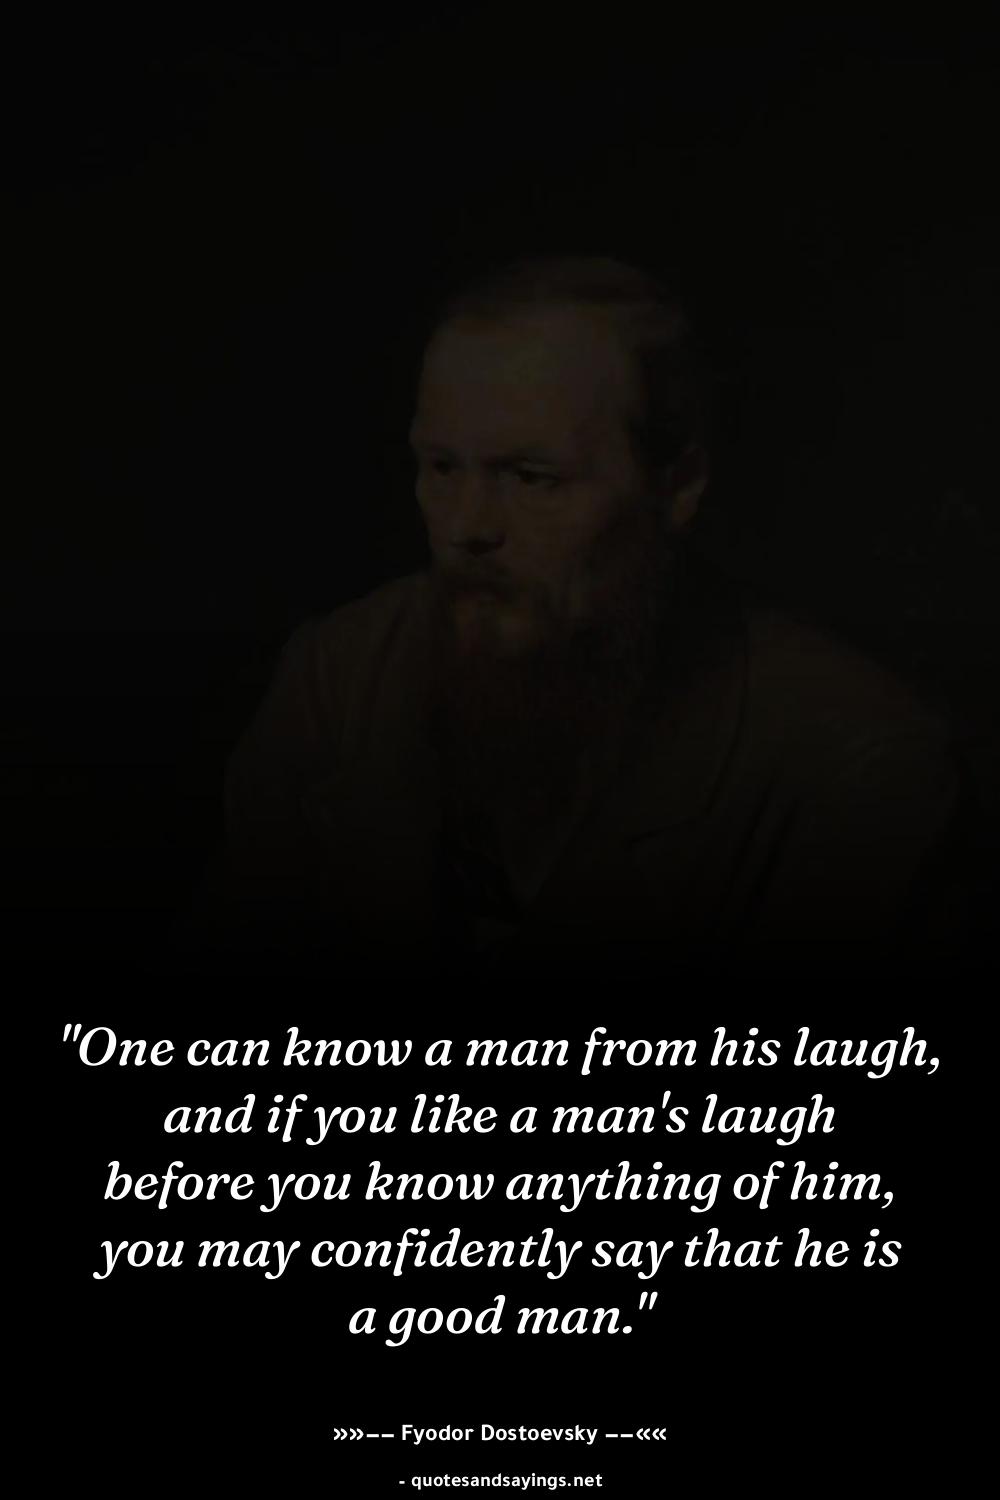 "One can know a man from his laugh,
and if you like a man's laugh
before you know anything of him,
you may confidently say that he is
a good man."
»»−− Fyodor Dostoevsky −−««
- quotesandsayings.net